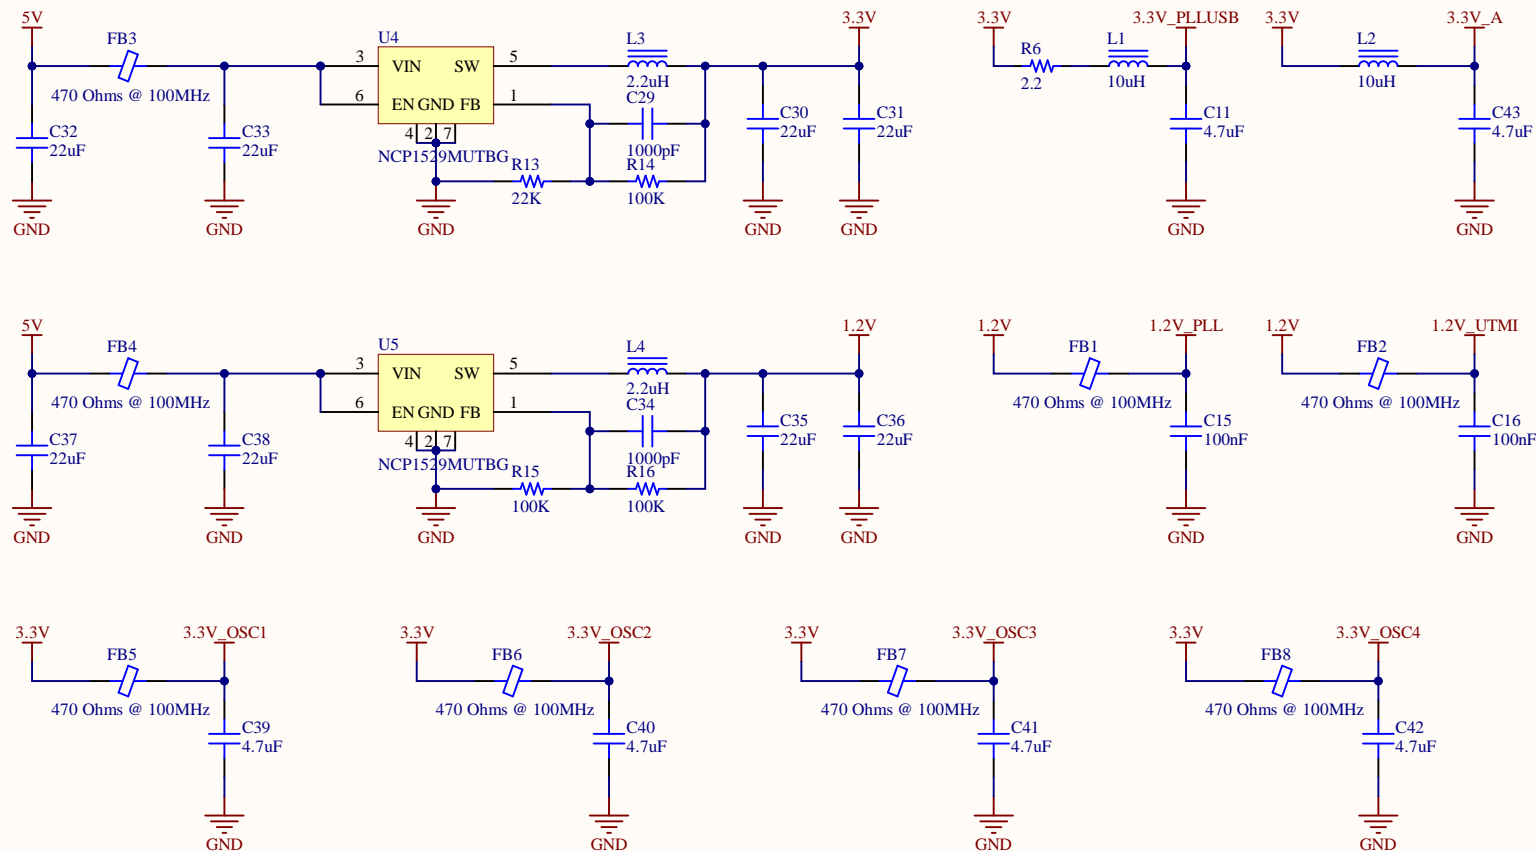 5V
FB3
470 Ohms @ 100MHz
C32
22uF
GND
C33
22uF
GND
U4
3
VIN
SW
5
6
EN
GND
FB
1
4
2
7
NCP1529MUTBG
GND
R13
22K
L3
2.2uH
C29
1000pF
R14
100K
C30
22uF
GND
3.3V
C31
22uF
GND
3.3V
R6
2.2
L1
10uH
3.3V_PLLUSB
C11
4.7uF
GND
3.3V
L2
10uH
3.3V_A
C43
4.7uF
GND
5V
FB4
470 Ohms @ 100MHz
C37
22uF
GND
C38
22uF
GND
U5
3
VIN
SW
5
6
EN
GND
FB
1
4
2
7
NCP1529MUTBG
GND
R15
100K
L4
2.2uH
C34
1000pF
R16
100K
C35
22uF
GND
1.2V
C36
22uF
GND
1.2V
FB1
470 Ohms @ 100MHz
1.2V_PLL
C15
100nF
GND
1.2V
FB2
470 Ohms @ 100MHz
1.2V_UTMI
C16
100nF
GND
3.3V
FB5
470 Ohms @ 100MHz
3.3V_OSC1
C39
4.7uF
GND
3.3V
FB6
470 Ohms @ 100MHz
3.3V_OSC2
C40
4.7uF
GND
3.3V
FB7
470 Ohms @ 100MHz
3.3V_OSC3
C41
4.7uF
GND
3.3V
FB8
470 Ohms @ 100MHz
3.3V_OSC4
C42
4.7uF
GND